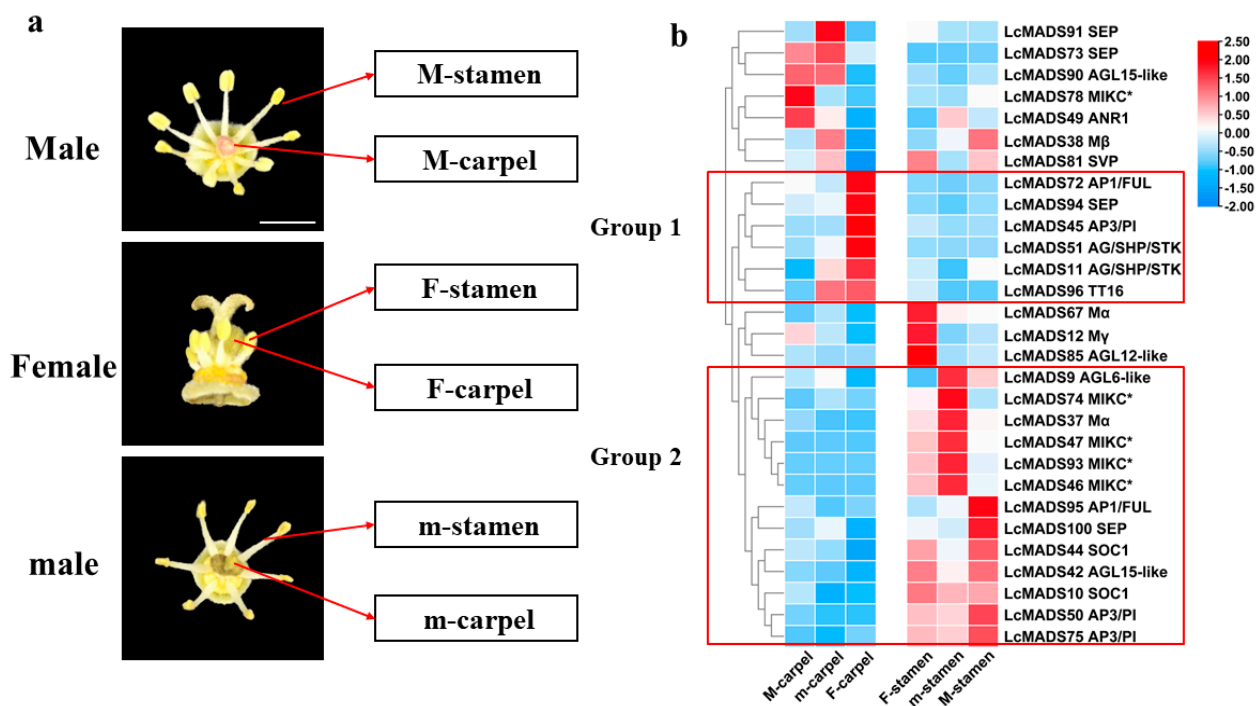 a
Male
M-stamen
M-carpel
Female
F-stamen
F-carpel
male
m-stamen
m-carpel
b
LcMADS91 SEP
LcMADS73 SEP
LcMADS90 AGL15-like
LcMADS78 MIKC*
LcMADS49 ANR1
LcMADS38 Mβ
LcMADS81 SVP
Group 1
LcMADS72 AP1/FUL
LcMADS94 SEP
LcMADS45 AP3/PI
LcMADS51 AG/SHP/STK
LcMADS11 AG/SHP/STK
LcMADS96 TT16
LcMADS67 Mα
LcMADS12 Mγ
LcMADS85 AGL12-like
Group 2
LcMADS9 AGL6-like
LcMADS74 MIKC*
LcMADS37 Mα
LcMADS47 MIKC*
LcMADS93 MIKC*
LcMADS46 MIKC*
LcMADS95 AP1/FUL
LcMADS100 SEP
LcMADS44 SOC1
LcMADS42 AGL15-like
LcMADS10 SOC1
LcMADS50 AP3/PI
LcMADS75 AP3/PI
M-carpel
m-carpel
F-carpel
F-stamen
m-stamen
M-stamen
2.50
2.00
1.50
1.00
0.50
0.00
-0.50
-1.00
-1.50
-2.00